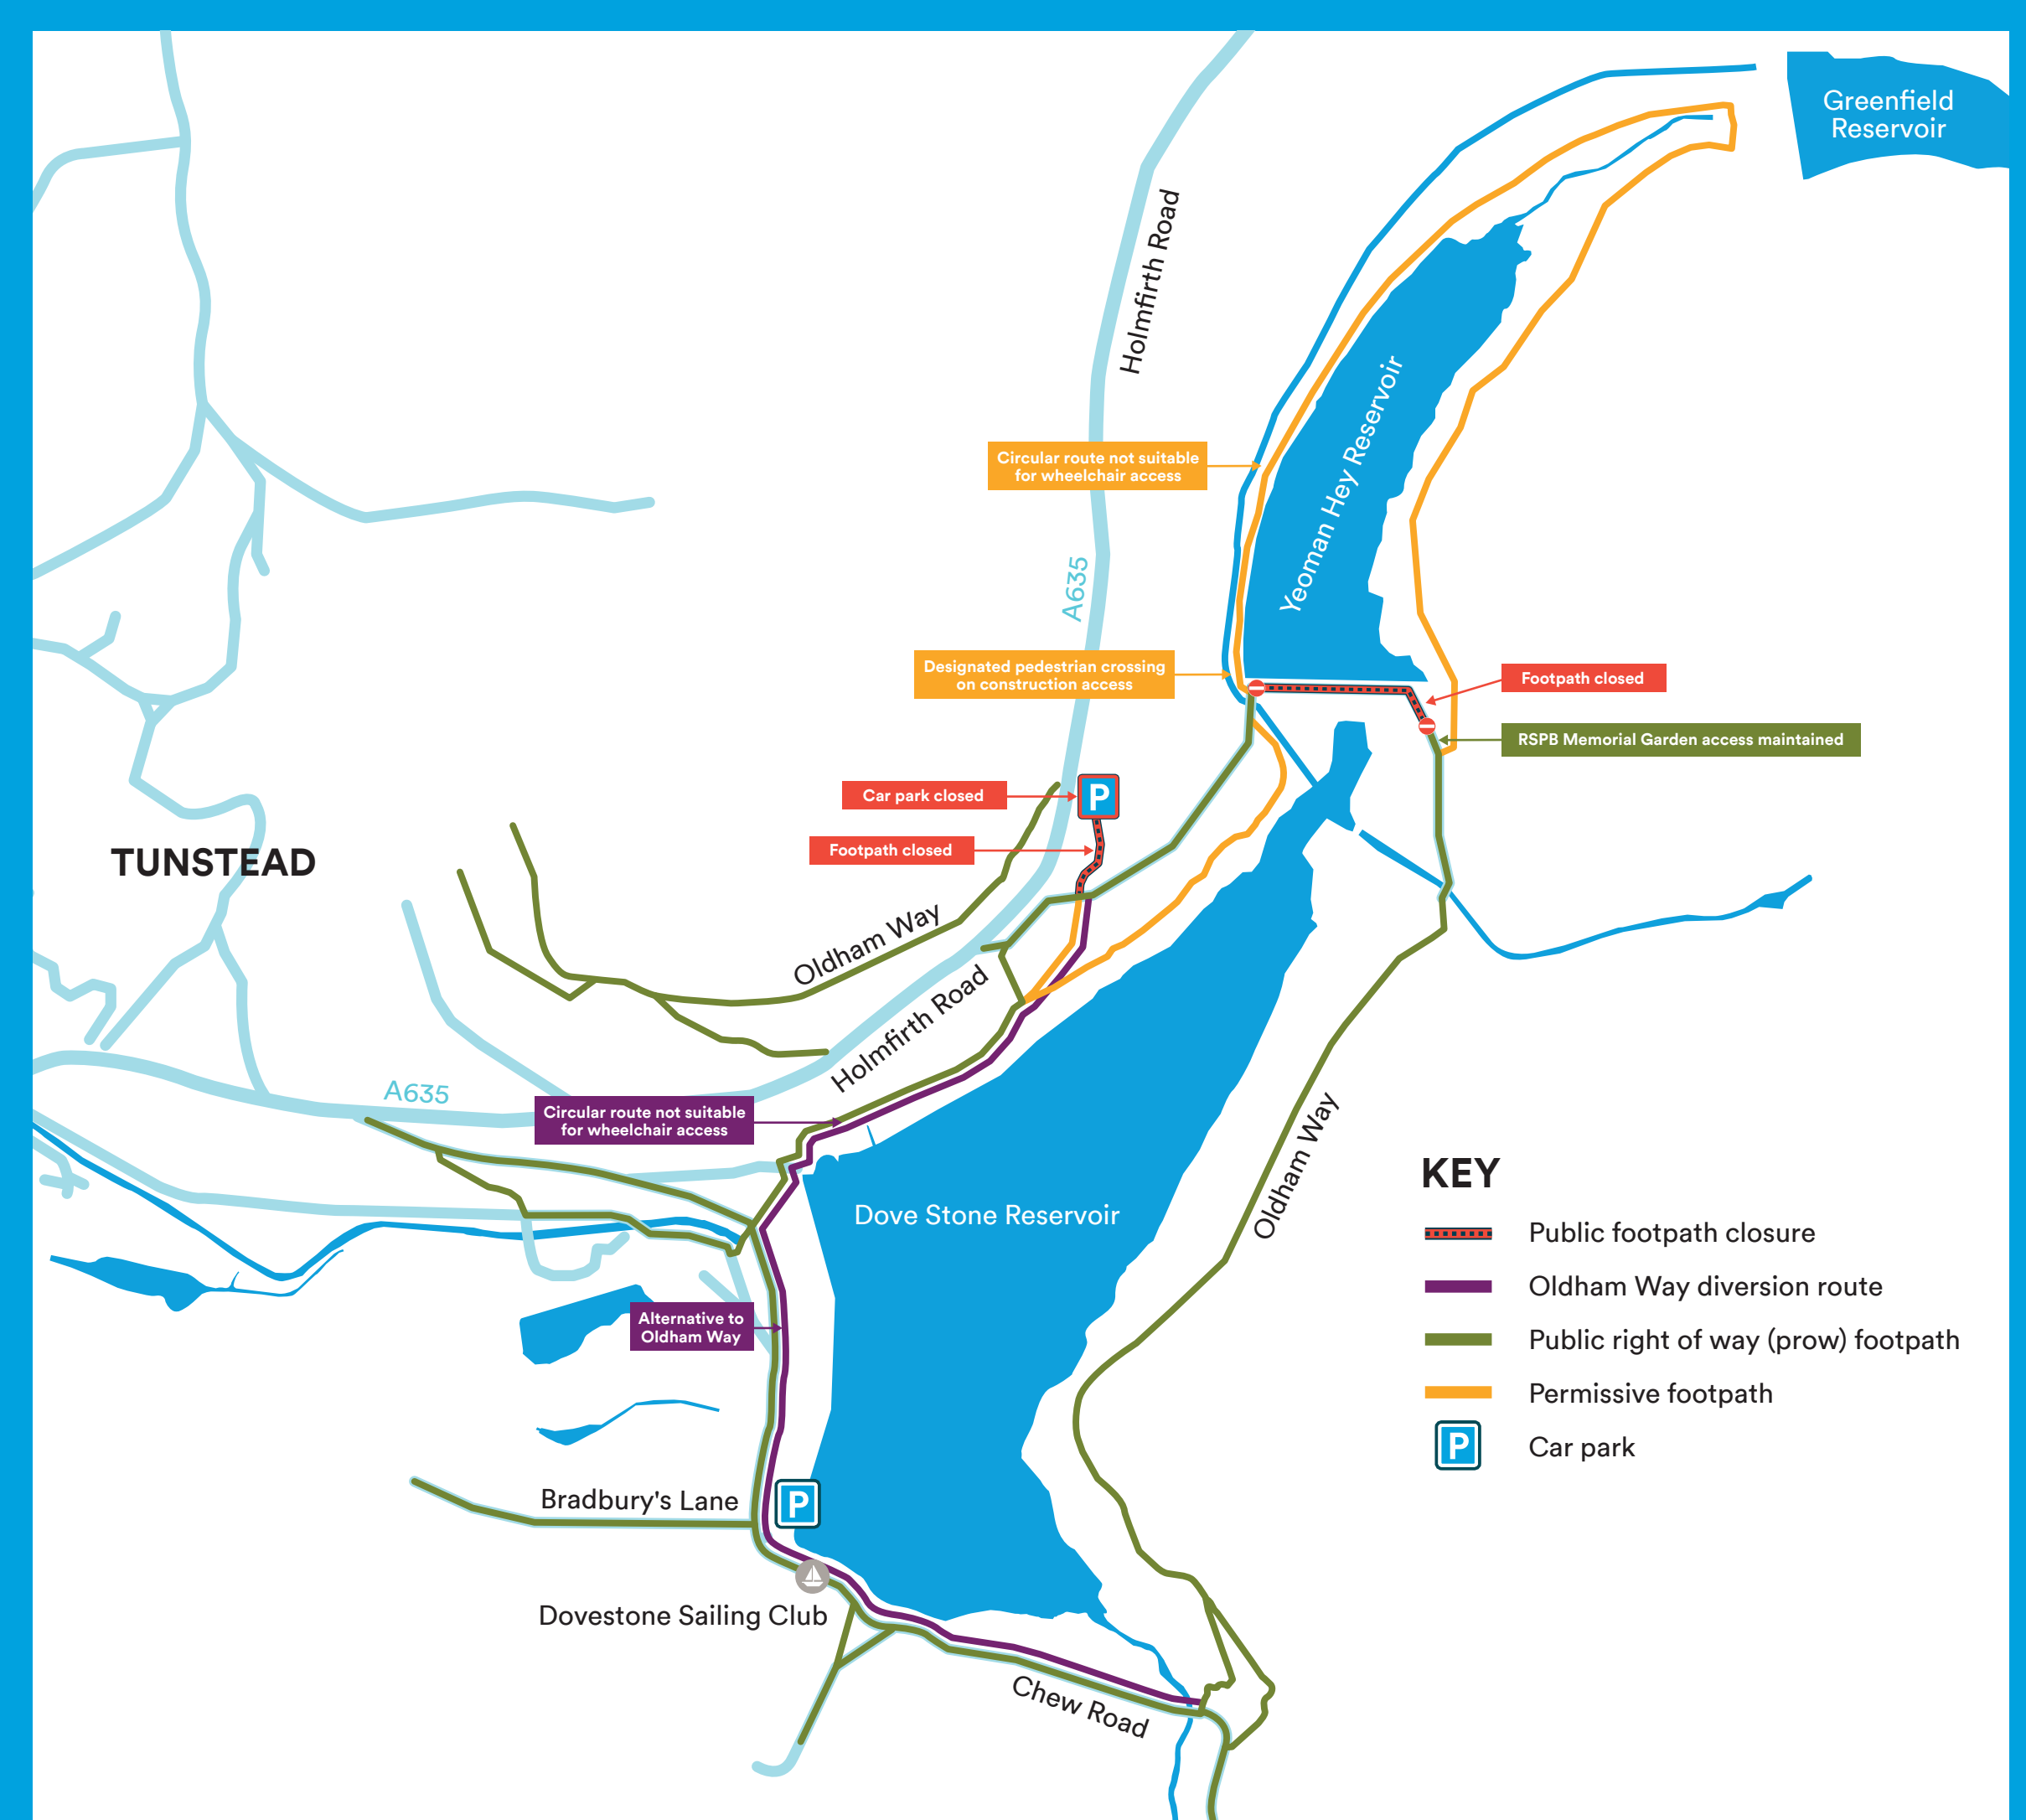 Greenfield
Reservoir
Holmfirth Road
Circular route not suitable
for wheelchair access
Yeoman Hey Reservoir
A635
Designated pedestrian crossing
on construction access
Footpath closed
RSPB Memorial Garden access maintained
Car park closed
P
Footpath closed
TUNSTEAD
Oldham Way
Holmfirth Road
A635
Circular route not suitable
for wheelchair access
Oldham Way
Dove Stone Reservoir
Alternative to
Oldham Way
KEY
Public footpath closure
Oldham Way diversion route
Public right of way (prow) footpath
Permissive footpath
P
Car park
Bradbury's Lane
P
Dovestone Sailing Club
Chew Road